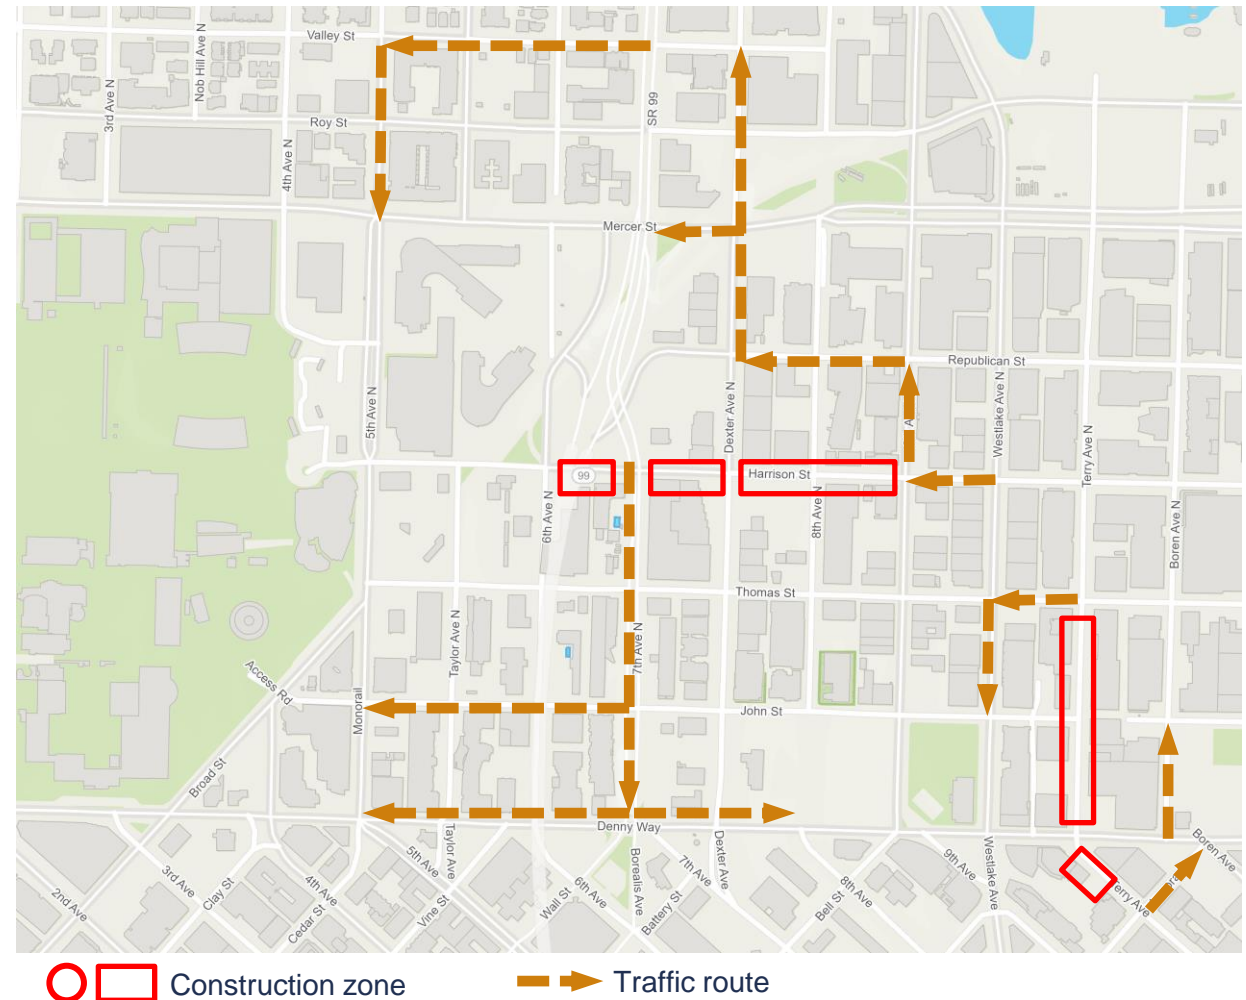 Valley St
Nob Hill Ave N
3rd Ave N
4th Ave N
Roy St
SR 99
Mercer St
5th Ave N
Dexter Ave N
Republican St
Westlake Ave N
Terry Ave N
A
99
Harrison St
6th Ave N
8th Ave N
Boren Ave N
Thomas St
Taylor Ave N
7th Ave N
Access Rd
Monorail
John St
Broad St
Denny Way
Taylor Ave
5th Ave
Borealis Ave
Dexter Ave
7th Ave
Westlake Ave
9th Ave
Boren Ave
3rd Ave
4th Ave
2nd Ave
Clay St
Cedar St
Vine St
Wall St
6th Ave
Battery St
Bell St
8th Ave
erry Ave
Construction zone
Traffic route